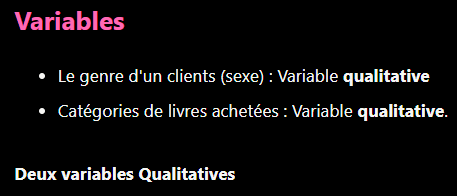 Variables
• Le genre d'un clients (sexe) : Variable qualitative
• Catégories de livres achetées : Variable qualitative.
Deux variables Qualitatives